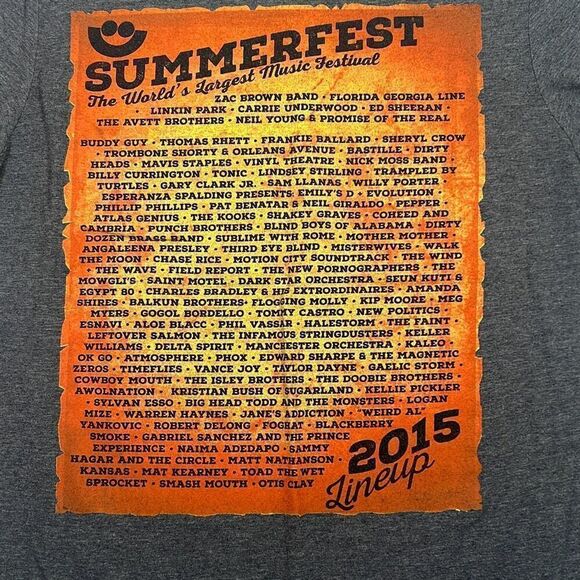 SUMMERFEST
The World's Largest Music Festival
ZAC BROWN BAND · FLORIDA GEORGIA LINE
· LINKIN PARK · CARRIE UNDERWOOD · ED SHEERAN ·
THE AVETT BROTHERS · NEIL YOUNG & PROMISE OF THE REAL
BUDDY GUY · THOMAS RHETT · FRANKIE BALLARD · SHERYL CROW
· TROMBONE SHORTY & ORLEANS AVENUE · BASTILLE · DIRTY
HEADS · MAVIS STAPLES · VINYL THEATRE · NICK MOSS BAND ·
BILLY CURRINGTON · TONIC · LINDSEY STIRLING · TRAMPLED BY
TURTLES · GARY CLARK JR. · SAM LLANAS · WILLY PORTER ·
ESPERANZA SPALDING PRESENTS: EMILY'S D + EVOLUTION ·
PHILLIP PHILLIPS · PAT BENATAR & NEIL GIRALDO · PEPPER ·
ATLAS GENIUS · THE KOOKS · SHAKEY GRAVES · COHEED AND
CAMBRIA · PUNCH BROTHERS · BLIND BOYS OF ALABAMA · DIRTY
DOZEN BRASS BAND · SUBLIME WITH ROME · MOTHER MOTHER ·
ANGALEENA PRESLEY · THIRD EYE BLIND · MISTERWIVES · WALK
THE MOON · CHASE RICE · MOTION CITY SOUNDTRACK · THE WIND
+ THE WAVE · FIELD REPORT · THE NEW PORNOGRAPHERS · THE
MOWGLI'S · SAINT MOTEL · DARK STAR ORCHESTRA · SEUN KUTI &
EGYPT 80 · CHARLES BRADLEY & HIS EXTRORDINAIRES · AMANDA
SHIRES · BALKUN BROTHERS · FLOGGING MOLLY · KIP MOORE · MEG
MYERS · GOGOL BORDELLO · TOMMY CASTRO · NEW POLITICS ·
ESNAVI · ALOE BLACC · PHIL VASSAR · HALESTORM · THE FAINT ·
LEFTOVER SALMON · THE INFAMOUS STRINGDUSTERS · KELLER
WILLIAMS · DELTA SPIRIT · MANCHESTER ORCHESTRA · KALEO ·
OK GO · ATMOSPHERE · PHOX · EDWARD SHARPE & THE MAGNETIC
ZEROS · TIMEFLIES · VANCE JOY · TAYLOR DAYNE · GAELIC STORM ·
COWBOY MOUTH · THE ISLEY BROTHERS · THE DOOBIE BROTHERS ·
AWOLNATION · KRISTIAN BUSH OF SUGARLAND · KELLIE PICKLER
· SYLVAN ESSO · BIG HEAD TODD AND THE MONSTERS · LOGAN
MIZE · WARREN HAYNES · JANE'S ADDICTION · "WEIRD AL"
YANKOVIC · ROBERT DELONG · FOGHAT · BLACKBERRY
SMOKE · GABRIEL SANCHEZ AND THE PRINCE
EXPERIENCE · NAIMA ADEDAPO · SAMMY
HAGAR AND THE CIRCLE · MATT NATHANSON ·
KANSAS · MAT KEARNEY · TOAD THE WET
SPROCKET · SMASH MOUTH · OTIS CLAY
2015
Lineup